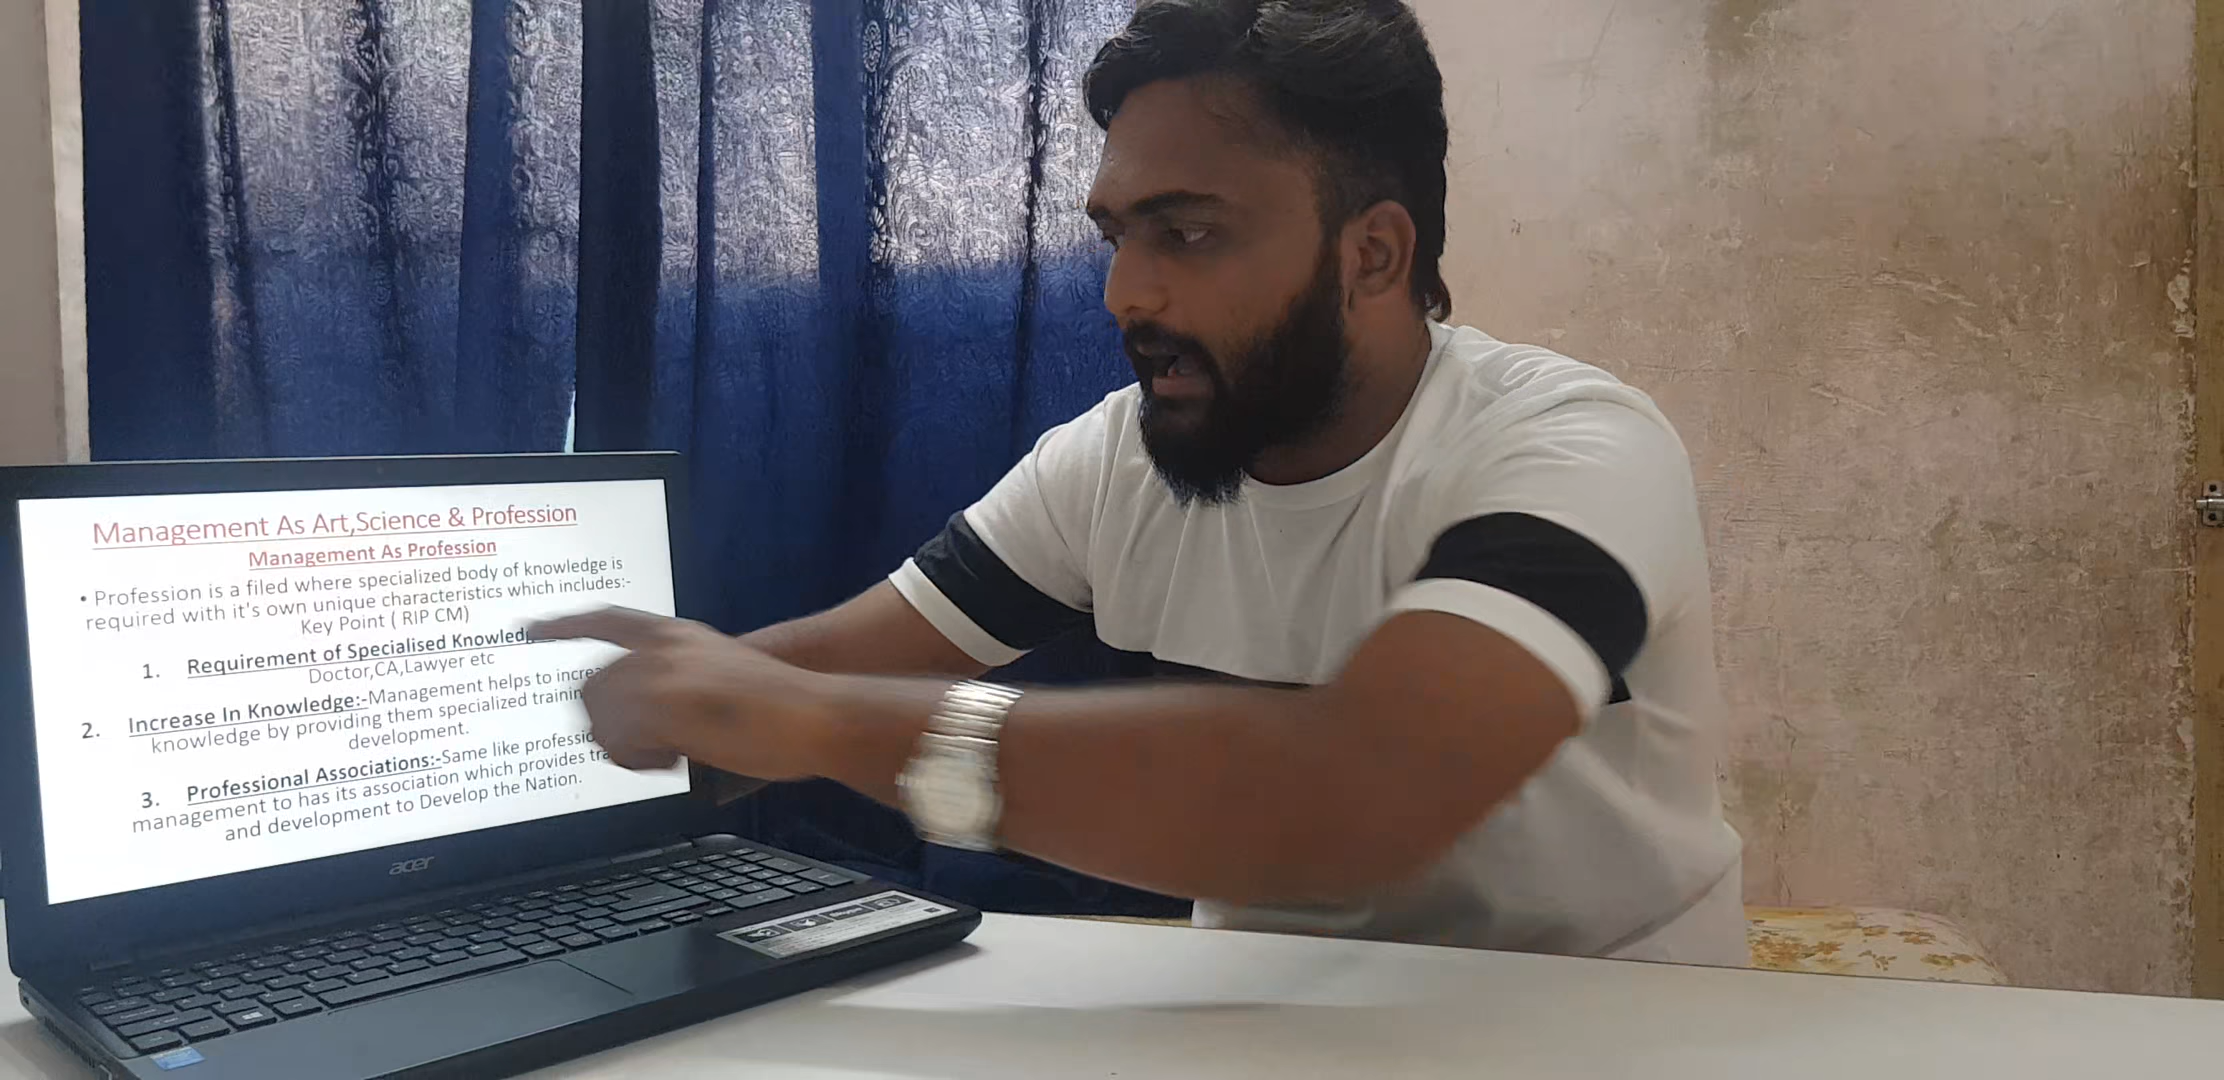 Management As Art,Science & Profession
Management As Profession
• Profession is a filed where specialized body of knowledge is
required with it's own unique characteristics which includes:-
Key Point ( RIP CM)
1. Requirement of Specialised
Doctor,CA,Lawyer etc
2. Increase In Knowledge:-Management helps to
knowledge by providing them specialized
development.
3. Professional Associations:-Same like
management to has its association which provides
and development to Develop the Nation.
acer